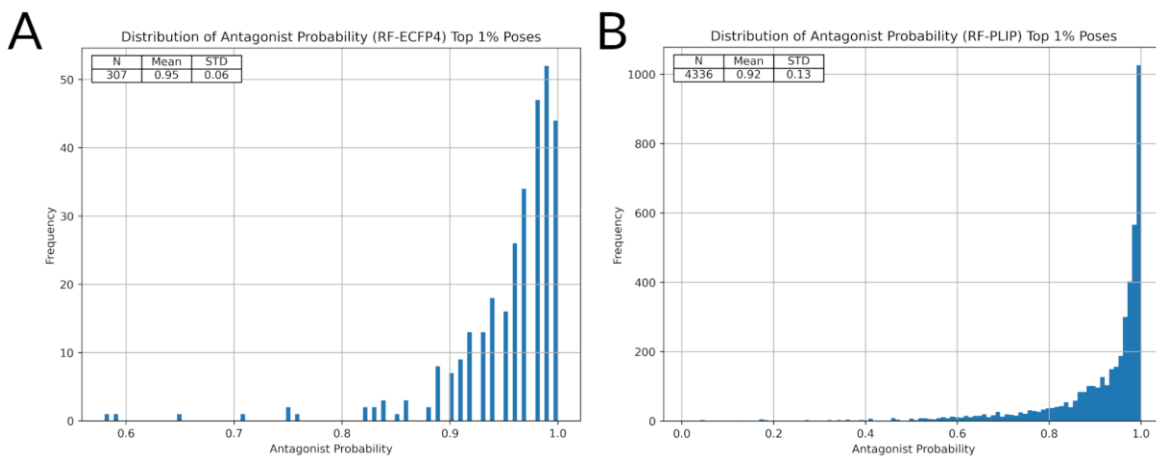 A
Distribution of Antagonist Probability (RF-ECFP4) Top 1% Poses
N Mean STD
307 0.95 0.06
50
40
30
20
10
0
Frequency
0.6 0.7 0.8 0.9 1.0
Antagonist Probability
B
Distribution of Antagonist Probability (RF-PLIP) Top 1% Poses
N Mean STD
4336 0.92 0.13
1000
800
600
400
200
0
Frequency
0.0 0.2 0.4 0.6 0.8 1.0
Antagonist Probability